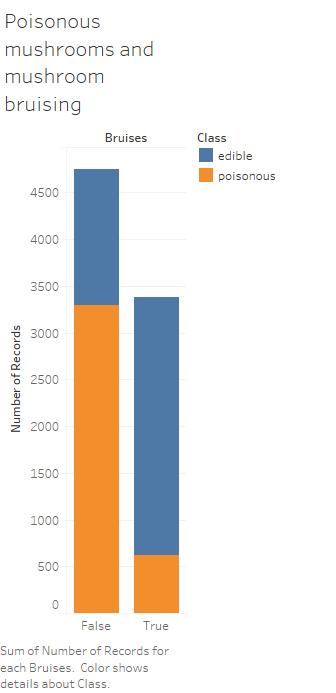 Poisonous
mushrooms and
mushroom
bruising
Bruises
Class
edible
poisonous
4500
4000
3500
3000
2500
2000
1500
1000
500
0
Number of Records
False
True
Sum of Number of Records for
each Bruises.  Color shows
details about Class.